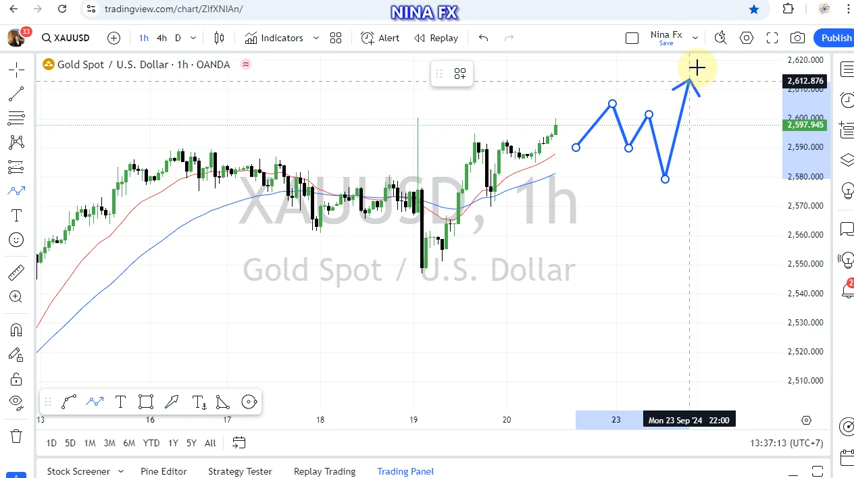 NINA FX
tradingview.com/chart/ZlfXNlAn/
33
XAUUSD
1h 4h D
Indicators
Alert
Replay
Nina Fx
Save
Publish
Gold Spot / U.S. Dollar · 1h · OANDA
2,620.000
2,612.876
2,610.000
2,600.000
2,597.945
2,590.000
2,580.000
2,570.000
2,560.000
2,550.000
2,540.000
2,530.000
2,520.000
2,510.000
XAUUSD, 1h
Gold Spot / U.S. Dollar
13 16 17 18 19 20 23 Mon 23 Sep '24 22:00
1D 5D 1M 3M 6M YTD 1Y 5Y All
13:37:13 (UTC+7)
Stock Screener Pine Editor Strategy Tester Replay Trading Trading Panel